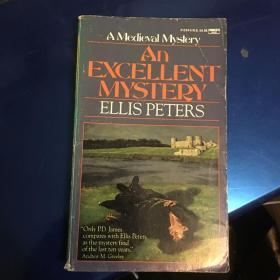 A Medieval Mystery
An
EXCELLENT
MYSTERY
ELLIS PETERS
"Only P.D. James
compares with Ellis Peters
as the mystery find
of the last ten years."
Andrew M. Greeley